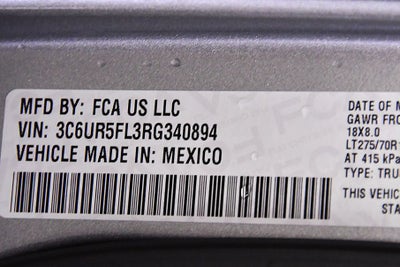 MFD BY: FCA US LLC
VIN: 3C6UR5FL3RG340894
VEHICLE MADE IN: MEXICO
DATE OF M
GAWR FRO
18X8.0
LT275/70R1
AT 415 kPa
TYPE: TRU
THIS VEHIC
STA